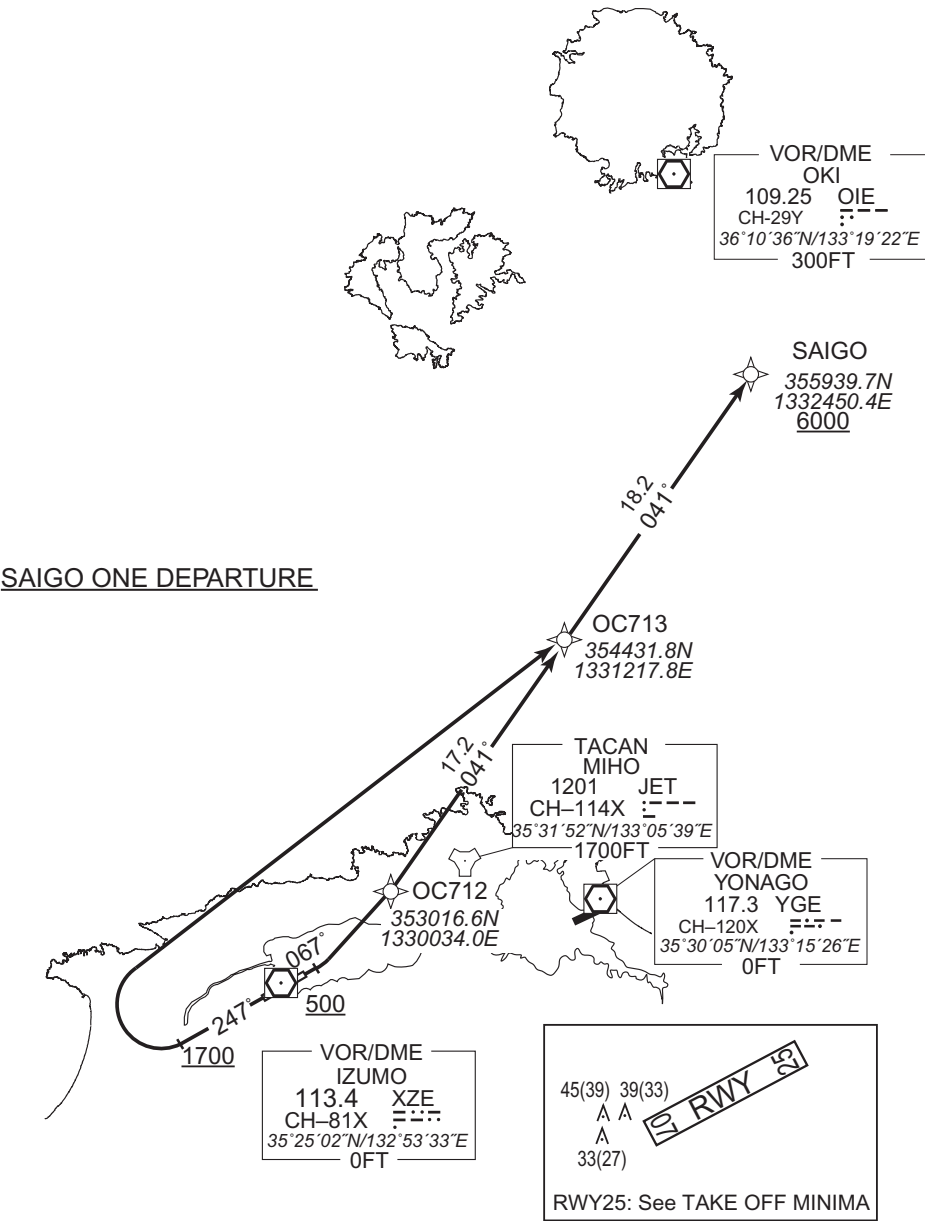 VOR/DME
OKI
109.25 OIE
CH-29Y
36°10´36˝N/133°19´22˝E
300FT
SAIGO
355939.7N
1332450.4E
6000
18.2
041°
SAIGO ONE DEPARTURE
OC713
354431.8N
1331217.8E
17.2
041°
TACAN
MIHO
1201 JET
CH–114X
35°31´52˝N/133°05´39˝E
1700FT
VOR/DME
YONAGO
117.3 YGE
CH–120X
35°30´05˝N/133°15´26˝E
0FT
OC712
353016.6N
1330034.0E
067°
500
247°
1700
VOR/DME
IZUMO
113.4 XZE
CH–81X
35°25´02˝N/132°53´33˝E
0FT
45(39) 39(33)
33(27)
07 RWY 25
RWY25: See TAKE OFF MINIMA